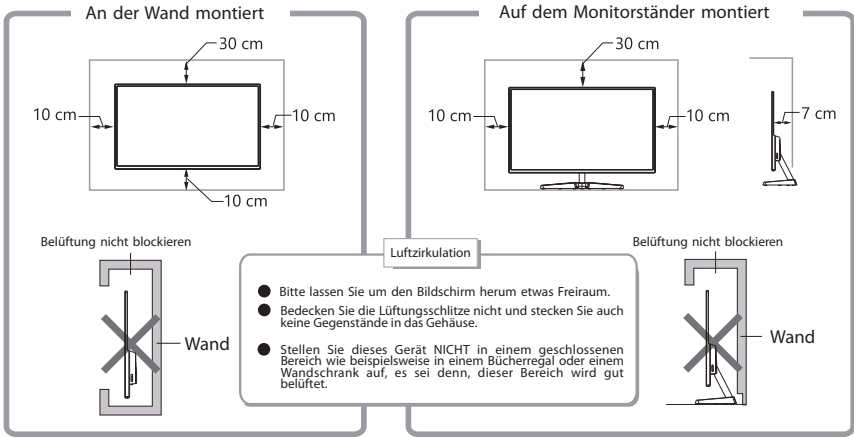 An der Wand montiert
30 cm
10 cm
10 cm
10 cm
Belüftung nicht blockieren
Wand
Auf dem Monitorständer montiert
30 cm
10 cm
10 cm
7 cm
Belüftung nicht blockieren
Wand
Luftzirkulation
● Bitte lassen Sie um den Bildschirm herum etwas Freiraum.
● Bedecken Sie die Lüftungsschlitze nicht und stecken Sie auch
keine Gegenstände in das Gehäuse.
● Stellen Sie dieses Gerät NICHT in einem geschlossenen
Bereich wie beispielsweise in einem Bücherregal oder einem
Wandschrank auf, es sei denn, dieser Bereich wird gut
belüftet.